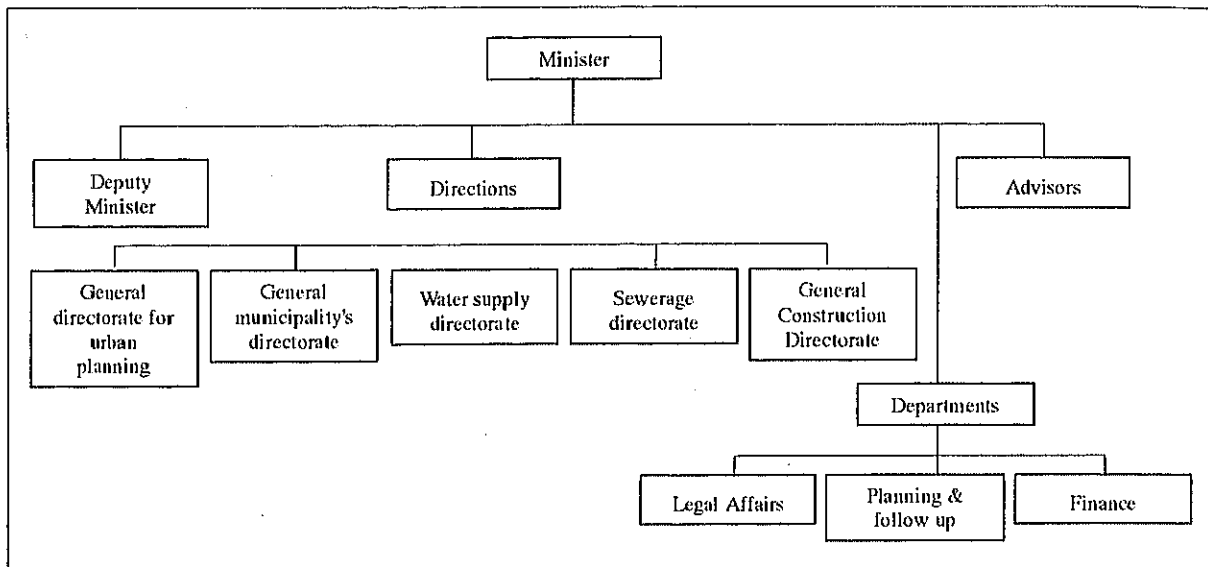 Minister
Deputy
Minister
Directions
Advisors
General
directorate for
urban
planning
General
municipality's
directorate
Water supply
directorate
Sewerage
directorate
General
Construction
Directorate
Departments
Legal Affairs
Planning &
follow up
Finance